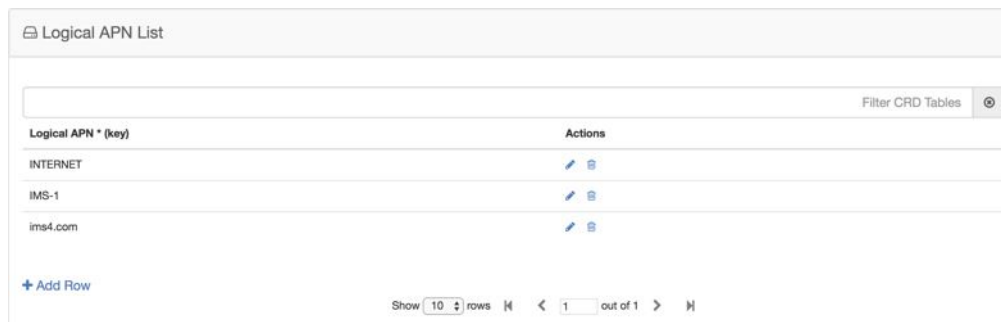 Logical APN List
Filter CRD Tables
Logical APN * (key) Actions
INTERNET
IMS-1
ims4.com
+ Add Row
Show 10 rows 1 out of 1